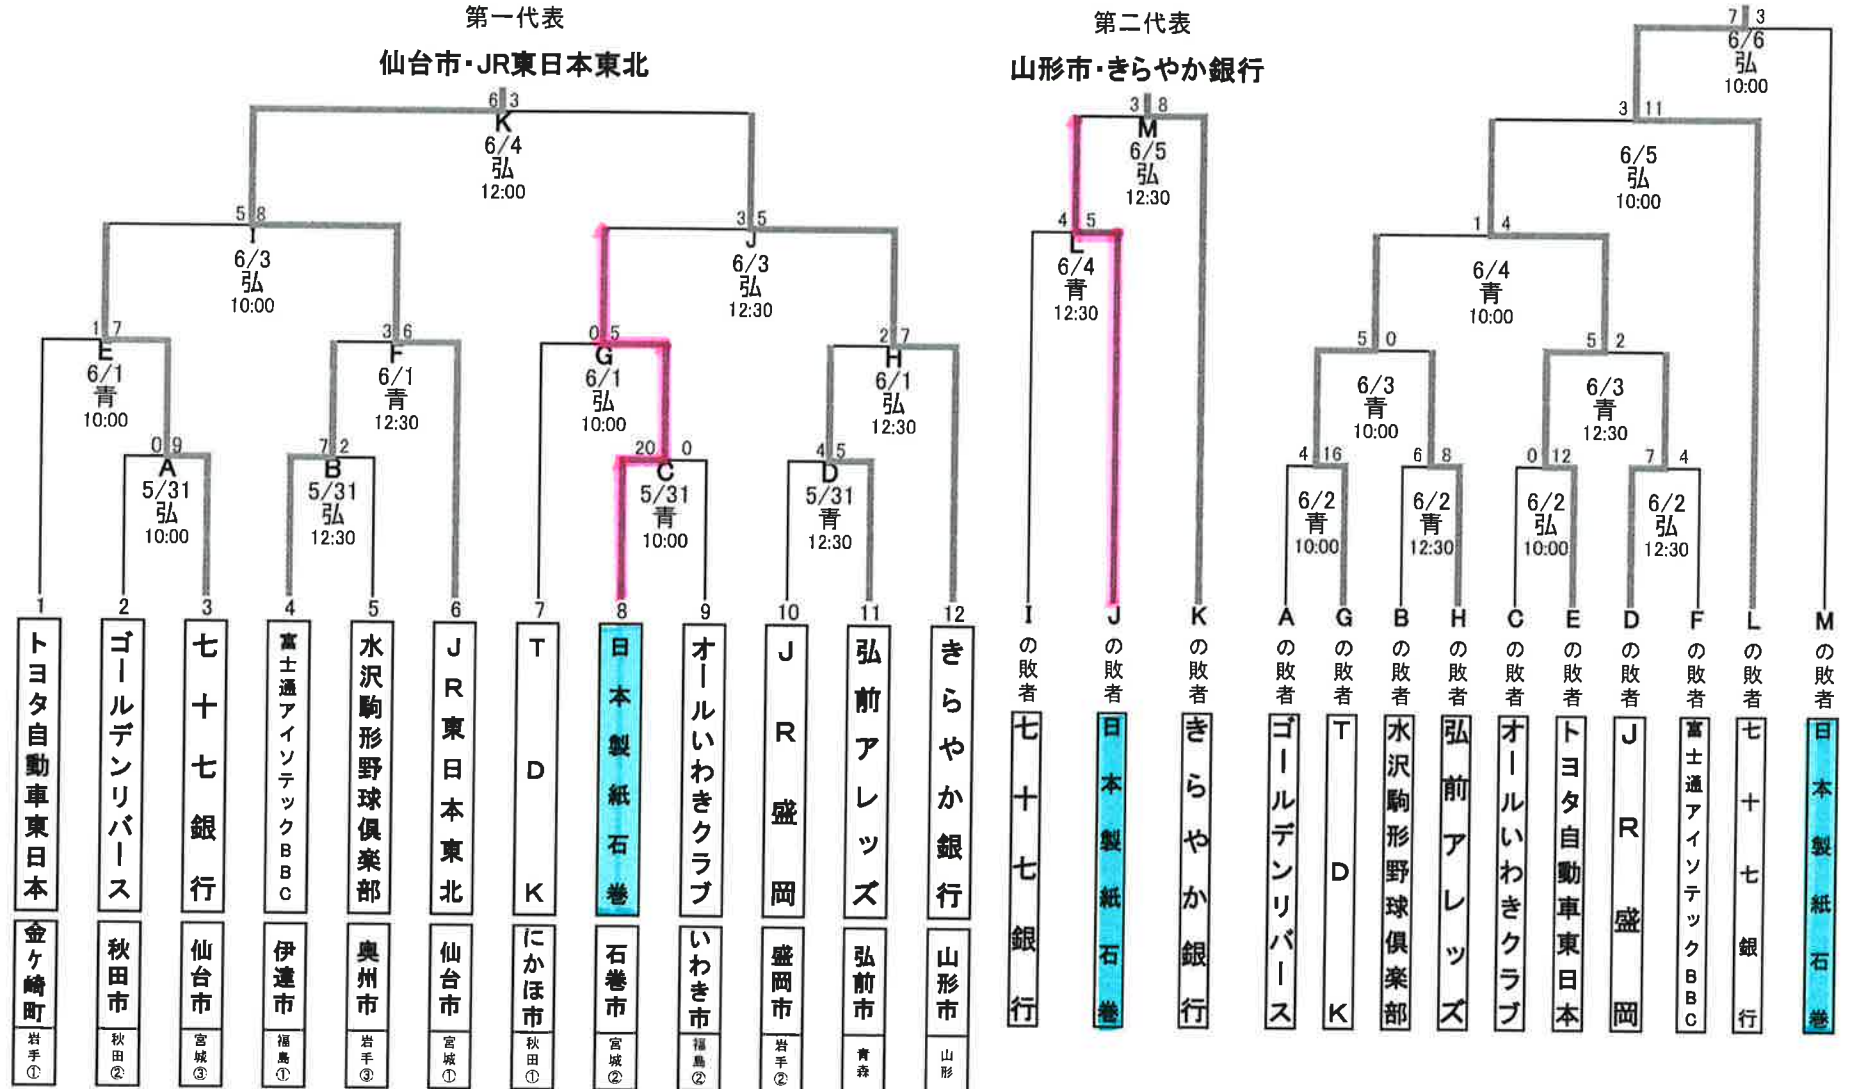 第一代表
仙台市・JR東日本東北
6 3
K
6/4
弘
12:00
5 8
I
6/3
弘
10:00
3 5
J
6/3
弘
12:30
1 7
E
6/1
青
10:00
3 6
F
6/1
青
12:30
0 5
G
6/1
弘
10:00
2 7
H
6/1
弘
12:30
0 9
A
5/31
弘
10:00
7 2
B
5/31
弘
12:30
20 0
C
5/31
青
10:00
4 5
D
5/31
青
12:30
1
トヨタ自動車東日本
金ケ崎町
岩手①
2
ゴールデンリバース
秋田市
秋田②
3
七十七銀行
仙台市
宮城③
4
富士通アイソテックBBC
伊達市
福島①
5
水沢駒形野球倶楽部
奥州市
岩手③
6
JR東日本東北
仙台市
宮城①
7
TDK
にかほ市
秋田①
8
日本製紙石巻
石巻市
宮城②
9
オールいわきクラブ
いわき市
福島②
10
JR盛岡
盛岡市
岩手②
11
弘前アレッズ
弘前市
青森
12
きらやか銀行
山形市
山形
第二代表
山形市・きらやか銀行
3 8
M
6/5
弘
12:30
4 5
L
6/4
青
12:30
Iの敗者
七十七銀行
Jの敗者
日本製紙石巻
Kの敗者
きらやか銀行
7 3
6/6
弘
10:00
3 11
6/5
弘
10:00
1 4
6/4
青
10:00
5 0
6/3
青
10:00
5 2
6/3
青
12:30
4 16
6/2
青
10:00
6 8
6/2
青
12:30
0 12
6/2
弘
10:00
7 4
6/2
弘
12:30
Aの敗者
ゴールデンリバース
Gの敗者
TDK
Bの敗者
水沢駒形野球倶楽部
Hの敗者
弘前アレッズ
Cの敗者
オールいわきクラブ
Eの敗者
トヨタ自動車東日本
Dの敗者
JR盛岡
Fの敗者
富士通アイソテックBBC
Lの敗者
七十七銀行
Mの敗者
日本製紙石巻